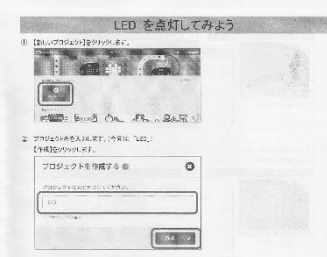 LED を点灯してみよう
① 【新しいプロジェクト】をクリックします。
② プロジェクト名を入力します。(今回は「LED」)
【作成】をクリックします。
プロジェクトを作成する
LED
作成